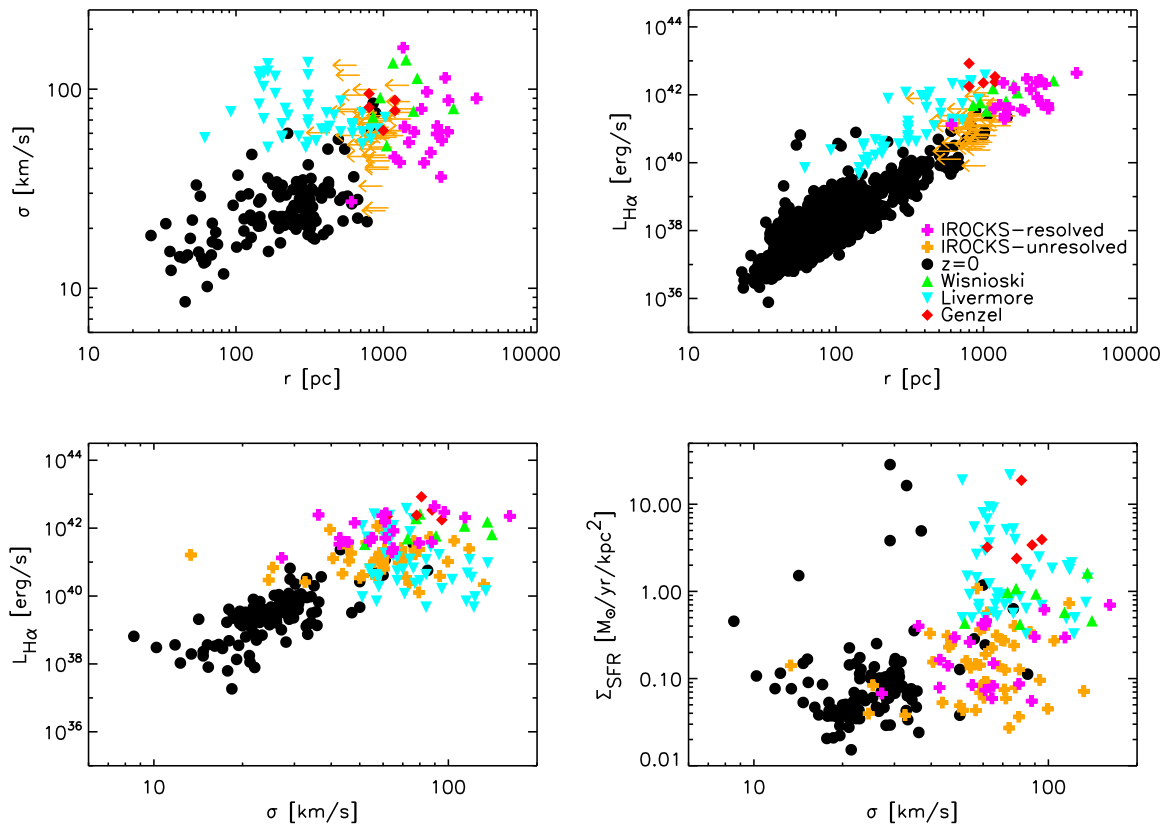 100
10
σ [km/s]
10 100 1000 10000
r [pc]
10^44
10^42
10^40
10^38
10^36
L_Hα [erg/s]
IROCKS−resolved
IROCKS−unresolved
z=0
Wisnioski
Livermore
Genzel
10 100 1000 10000
r [pc]
10^44
10^42
10^40
10^38
10^36
L_Hα [erg/s]
10 100
σ [km/s]
10.00
1.00
0.10
0.01
Σ_SFR [M_⊙/yr/kpc^2]
10 100
σ [km/s]